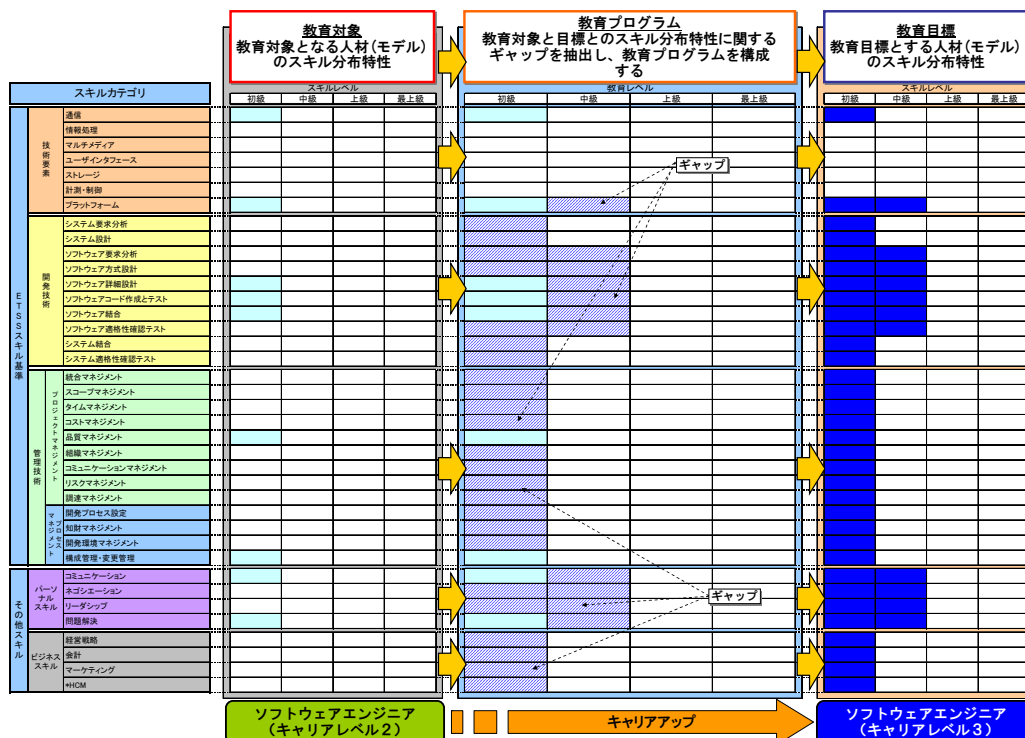 教育対象
教育対象となる人材(モデル)
のスキル分布特性
教育プログラム
教育対象と目標とのスキル分布特性に関する
ギャップを抽出し、教育プログラムを構成
する
教育目標
教育目標とする人材(モデル)
のスキル分布特性
スキルカテゴリ
スキルレベル
初級 中級 上級 最上級
教育レベル
初級 中級 上級 最上級
スキルレベル
初級 中級 上級 最上級
ETSSスキル基準
技術要素
通信
情報処理
マルチメディア
ユーザインタフェース
ストレージ
計測・制御
プラットフォーム
ギャップ
開発技術
システム要求分析
システム設計
ソフトウェア要求分析
ソフトウェア方式設計
ソフトウェア詳細設計
ソフトウェアコード作成とテスト
ソフトウェア結合
ソフトウェア適格性確認テスト
システム結合
システム適格性確認テスト
管理技術
プロジェクトマネジメント
統合マネジメント
スコープマネジメント
タイムマネジメント
コストマネジメント
品質マネジメント
組織マネジメント
コミュニケーションマネジメント
リスクマネジメント
調達マネジメント
プロセス
マネジメント
開発プロセス設定
知財マネジメント
開発環境マネジメント
構成管理・変更管理
その他スキル
パーソ
ナル
スキル
コミュニケーション
ネゴシエーション
リーダシップ
問題解決
ギャップ
ビジネス
スキル
経営戦略
会計
マーケティング
*HCM
ソフトウェアエンジニア
(キャリアレベル2)
キャリアアップ
ソフトウェアエンジニア
(キャリアレベル3)